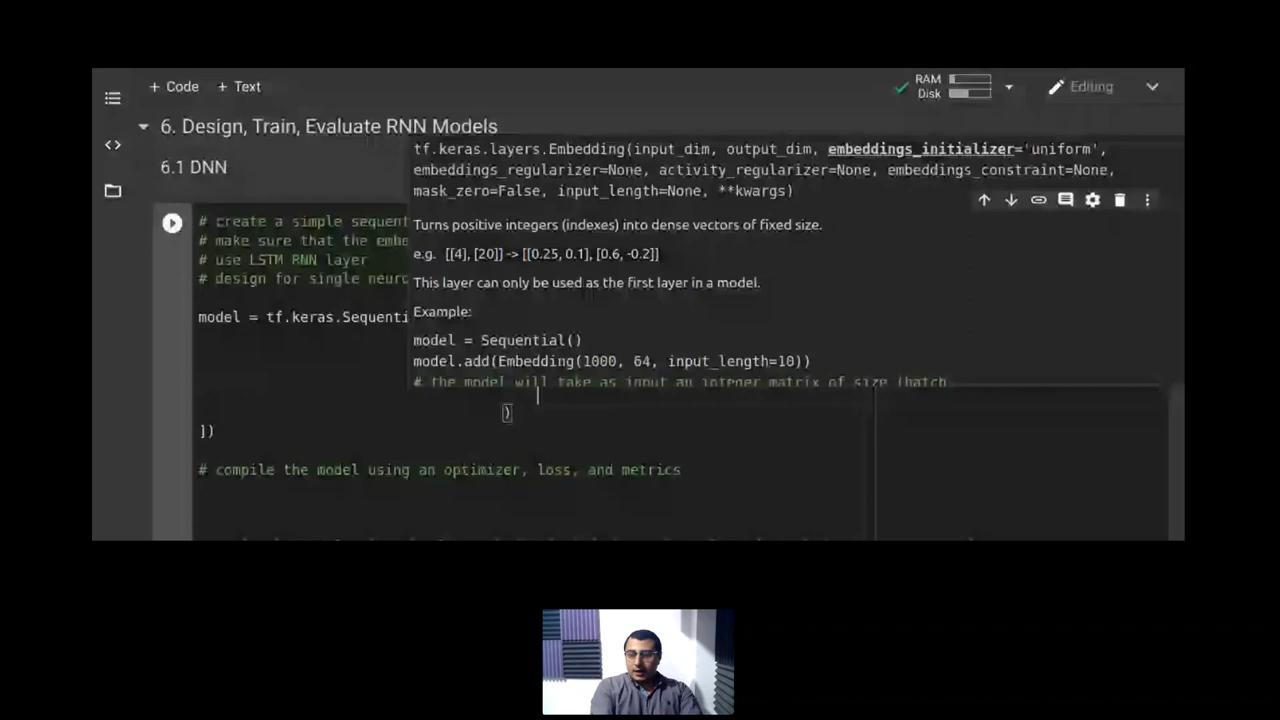 + Code + Text
RAM
Disk
Editing
6. Design, Train, Evaluate RNN Models
6.1 DNN
tf.keras.layers.Embedding(input_dim, output_dim, embeddings_initializer='uniform',
embeddings_regularizer=None, activity_regularizer=None, embeddings_constraint=None,
mask_zero=False, input_length=None, **kwargs)
Turns positive integers (indexes) into dense vectors of fixed size.
e.g. [[4], [20]] -> [[0.25, 0.1], [0.6, -0.2]]
This layer can only be used as the first layer in a model.
Example:
model = Sequential()
model.add(Embedding(1000, 64, input_length=10))
# the model will take as input an integer matrix of size (batch
# create a simple sequent
# make sure that the embe
# use LSTM RNN layer
# design for single neuro
model = tf.keras.Sequenti
)
])
# compile the model using an optimizer, loss, and metrics